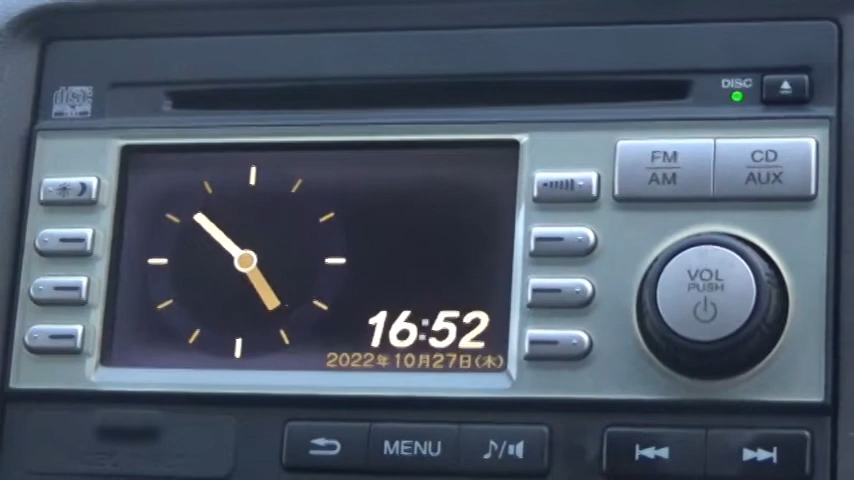 disc
DISC
FM
AM
CD
AUX
VOL
PUSH
16:52
2022年10月27日(木)
MENU